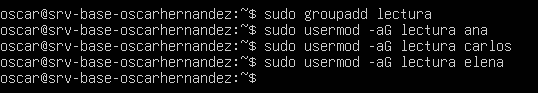 oscar@srv-base-oscarhernandez:~$ sudo groupadd lectura
oscar@srv-base-oscarhernandez:~$ sudo usermod -aG lectura ana
oscar@srv-base-oscarhernandez:~$ sudo usermod -aG lectura carlos
oscar@srv-base-oscarhernandez:~$ sudo usermod -aG lectura elena
oscar@srv-base-oscarhernandez:~$